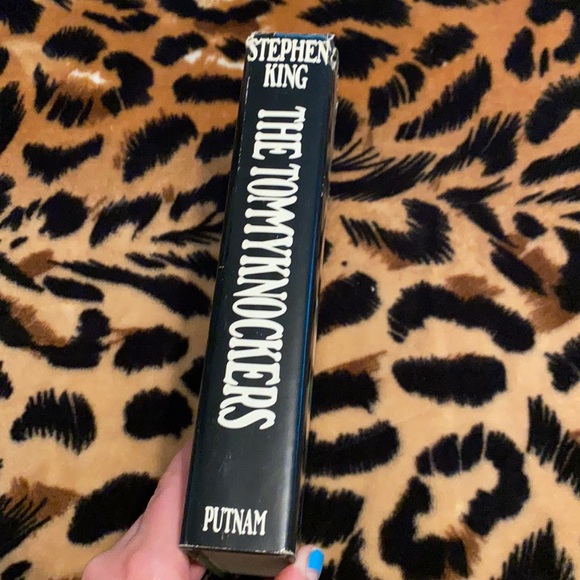 STEPHEN
KING
THE TOMMYKNOCKERS
PUTNAM